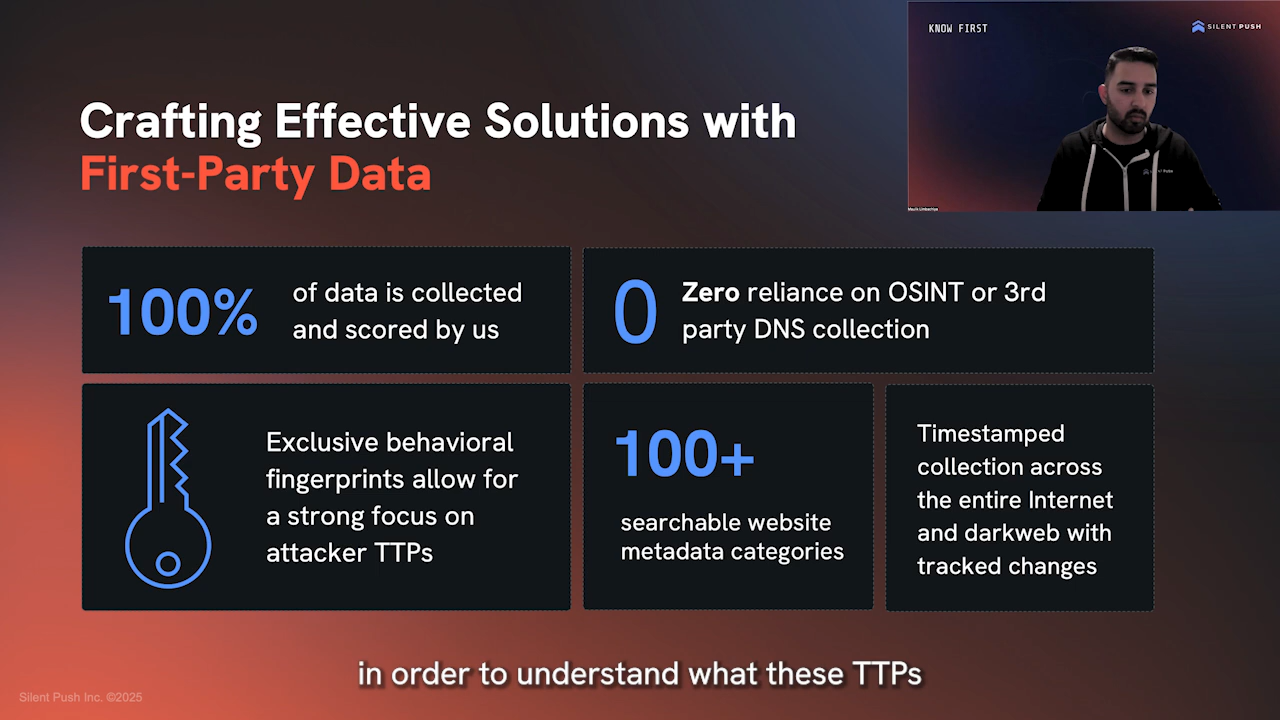 KNOW FIRST
SILENT PUSH
Crafting Effective Solutions with
First-Party Data
100%
of data is collected
and scored by us
0
Zero reliance on OSINT or 3rd
party DNS collection
Exclusive behavioral
fingerprints allow for
a strong focus on
attacker TTPs
100+
searchable website
metadata categories
Timestamped
collection across
the entire Internet
and darkweb with
tracked changes
in order to understand what these TTPs
Silent Push Inc. ©2025